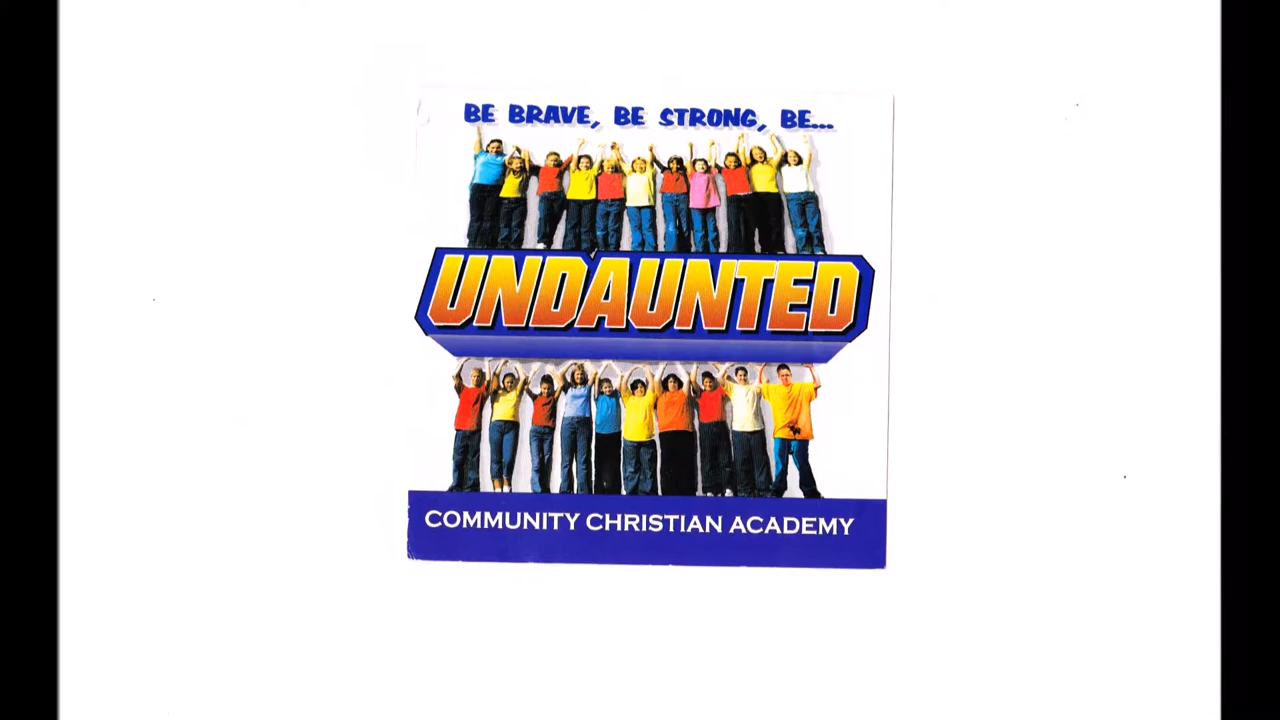 BE BRAVE, BE STRONG, BE...
UNDAUNTED
COMMUNITY CHRISTIAN ACADEMY